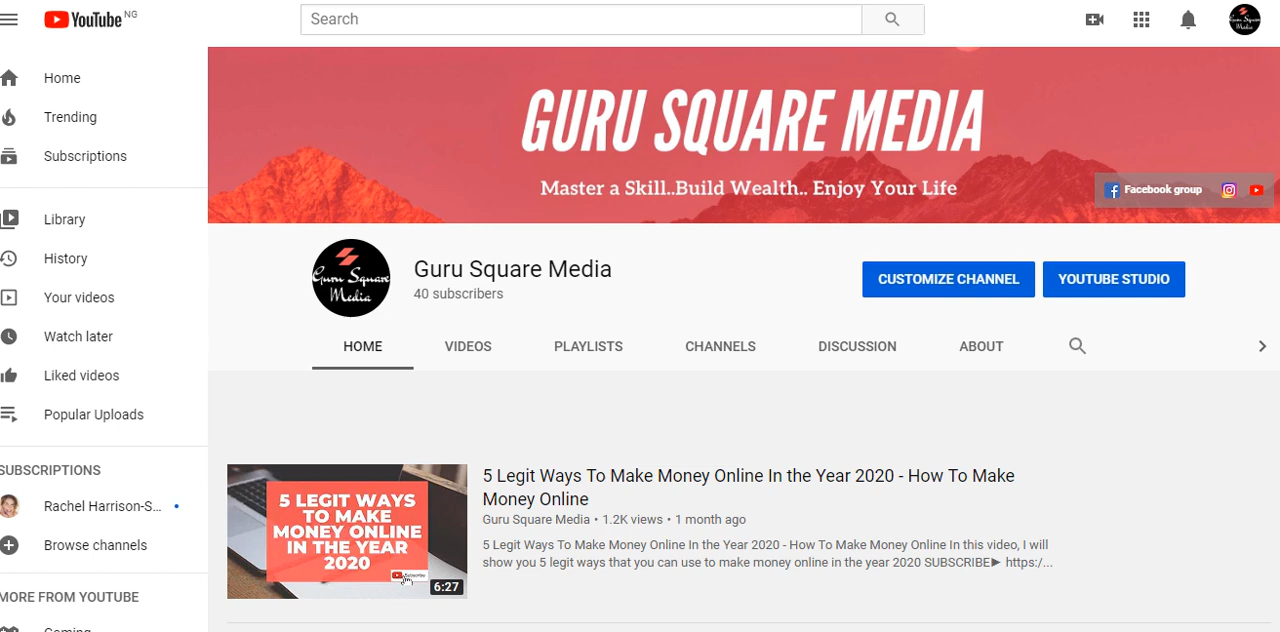 YouTube NG
Search
Home
Trending
Subscriptions
Library
History
Your videos
Watch later
Liked videos
Popular Uploads
SUBSCRIPTIONS
Rachel Harrison-S...
Browse channels
MORE FROM YOUTUBE
Gaming
GURU SQUARE MEDIA
Master a Skill..Build Wealth.. Enjoy Your Life
Facebook group
Guru Square
Media
Guru Square Media
40 subscribers
CUSTOMIZE CHANNEL
YOUTUBE STUDIO
HOME
VIDEOS
PLAYLISTS
CHANNELS
DISCUSSION
ABOUT
5 LEGIT WAYS
TO MAKE
MONEY ONLINE
IN THE YEAR
2020
Subscribe
6:27
5 Legit Ways To Make Money Online In the Year 2020 - How To Make
Money Online
Guru Square Media • 1.2K views • 1 month ago
5 Legit Ways To Make Money Online In the Year 2020 - How To Make Money Online In this video, I will
show you 5 legit ways that you can use to make money online in the year 2020 SUBSCRIBE► https:/...